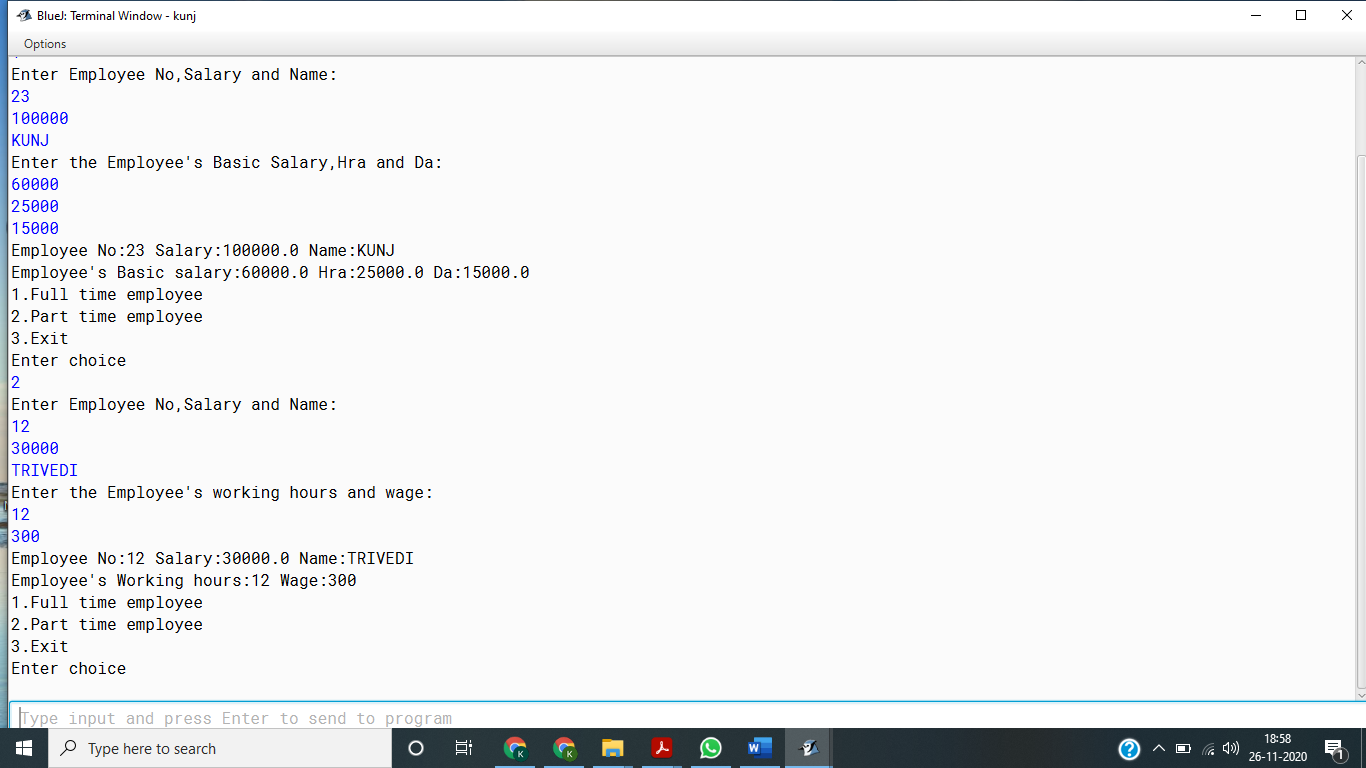 BlueJ: Terminal Window - kunj
Options
Enter Employee No,Salary and Name:
23
100000
KUNJ
Enter the Employee's Basic Salary,Hra and Da:
60000
25000
15000
Employee No:23 Salary:100000.0 Name:KUNJ
Employee's Basic salary:60000.0 Hra:25000.0 Da:15000.0
1.Full time employee
2.Part time employee
3.Exit
Enter choice
2
Enter Employee No,Salary and Name:
12
30000
TRIVEDI
Enter the Employee's working hours and wage:
12
300
Employee No:12 Salary:30000.0 Name:TRIVEDI
Employee's Working hours:12 Wage:300
1.Full time employee
2.Part time employee
3.Exit
Enter choice
Type input and press Enter to send to program
Type here to search
18:58
26-11-2020
1